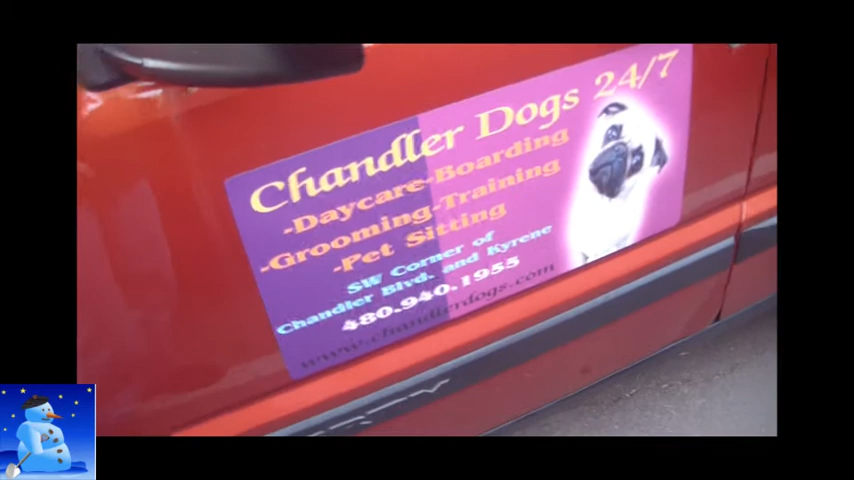 Chandler Dogs 24/7
-Daycare-Boarding
-Grooming-Training
-Pet Sitting
SW Corner of
Chandler Blvd. and Kyrene
480.940.1955
www.chandlerdogs.com